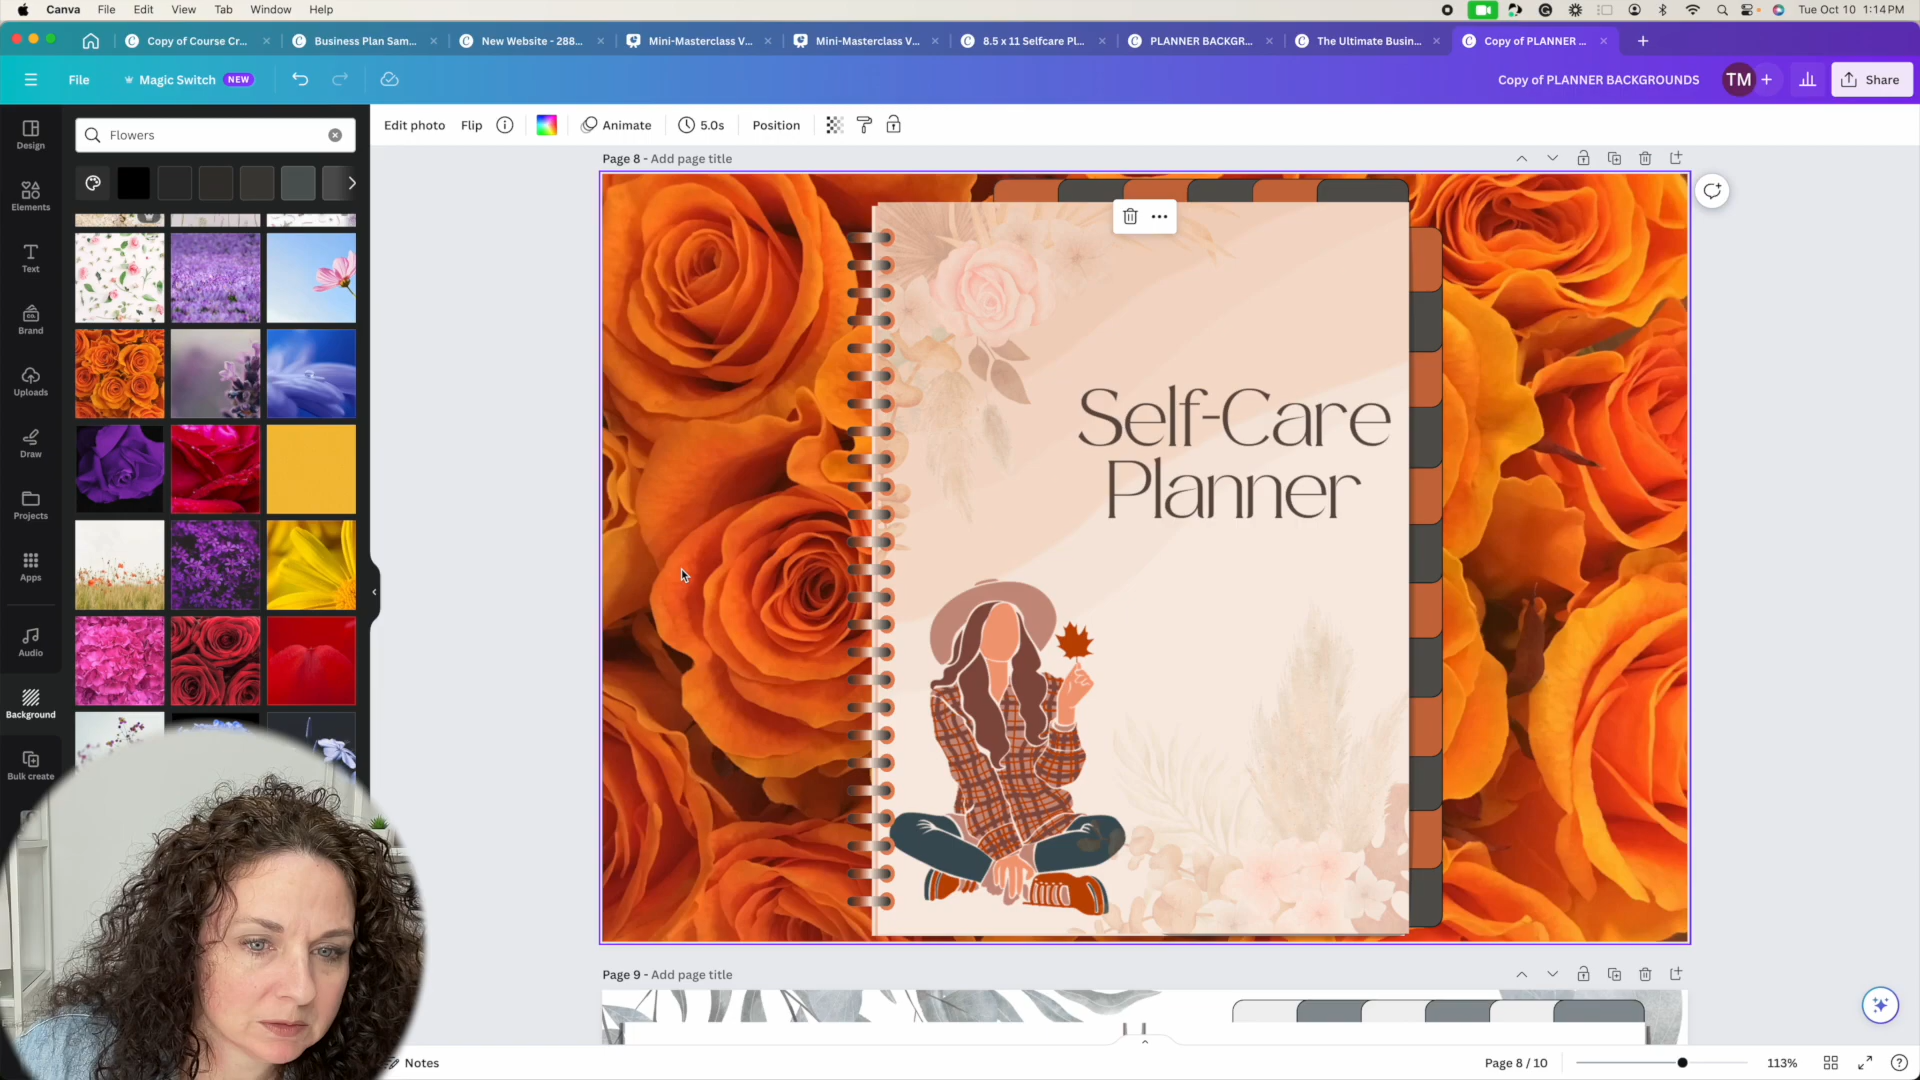 Canva File Edit View Tab Window Help
Tue Oct 10 1:14 PM
Copy of Course Cr...
Business Plan Sam...
New Website - 288...
Mini-Masterclass V...
Mini-Masterclass V...
8.5 x 11 Selfcare Pl...
PLANNER BACKGR...
The Ultimate Busin...
Copy of PLANNER ...
File
Magic Switch NEW
Copy of PLANNER BACKGROUNDS
TM
Share
Design
Elements
Text
Brand
Uploads
Draw
Projects
Apps
Audio
Background
Bulk create
Flowers
Edit photo
Flip
Animate
5.0s
Position
Page 8 - Add page title
Self-Care
Planner
Page 9 - Add page title
Notes
Page 8 / 10
113%